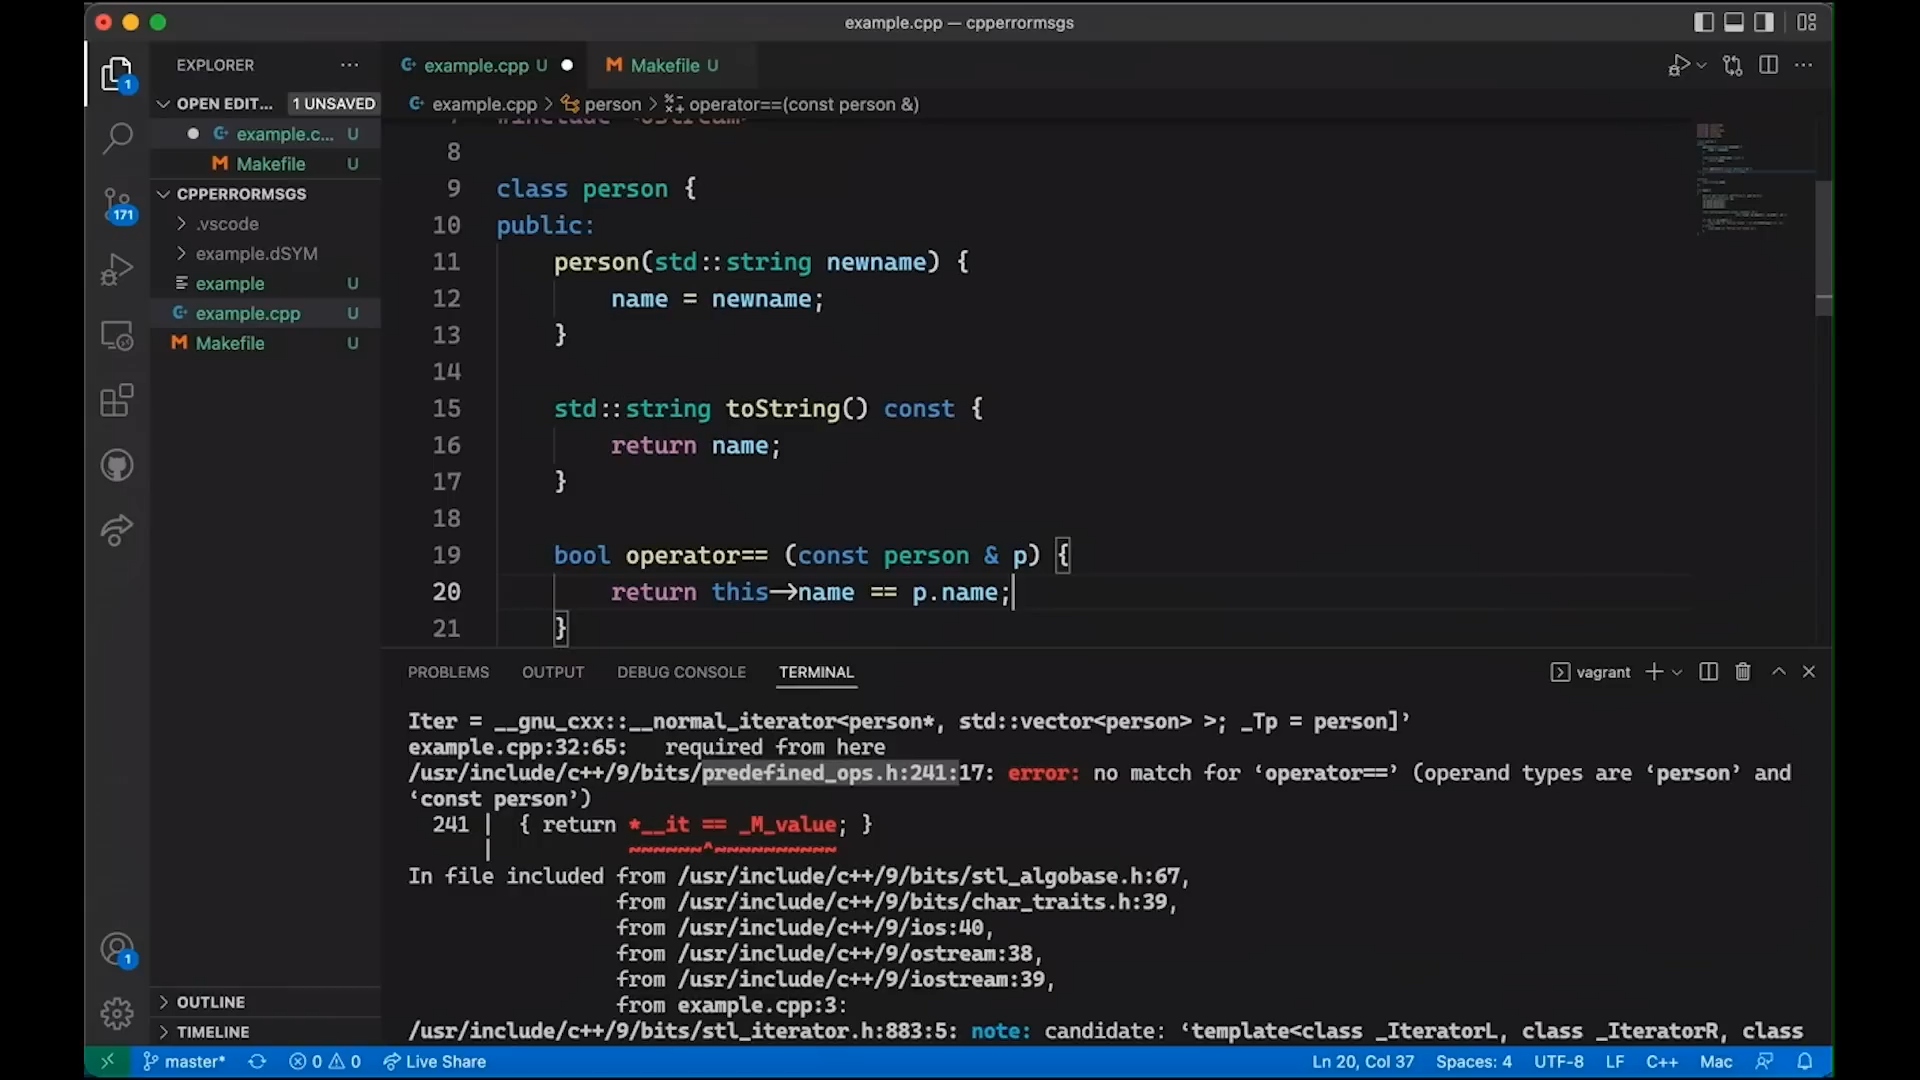 example.cpp — cpperrormsgs
EXPLORER
example.cpp U
Makefile U
OPEN EDIT... 1 UNSAVED
example.cpp > person > operator==(const person &)
example.c... U
Makefile U
CPPERRORMSGS
.vscode
example.dSYM
example U
example.cpp U
Makefile U
1
171
1
#include <ostream>
8
9 class person {
10 public:
11 person(std::string newname) {
12 name = newname;
13 }
14
15 std::string toString() const {
16 return name;
17 }
18
19 bool operator== (const person & p) {
20 return this->name == p.name;
21 }
PROBLEMS OUTPUT DEBUG CONSOLE TERMINAL vagrant
Iter = __gnu_cxx::__normal_iterator<person*, std::vector<person> >; _Tp = person]’
example.cpp:32:65: required from here
/usr/include/c++/9/bits/predefined_ops.h:241:17: error: no match for ‘operator==’ (operand types are ‘person’ and
‘const person’)
241 | { return *__it == _M_value; }
| ~~~~~~^~~~~~~~~~~
In file included from /usr/include/c++/9/bits/stl_algobase.h:67,
from /usr/include/c++/9/bits/char_traits.h:39,
from /usr/include/c++/9/ios:40,
from /usr/include/c++/9/ostream:38,
from /usr/include/c++/9/iostream:39,
from example.cpp:3:
/usr/include/c++/9/bits/stl_iterator.h:883:5: note: candidate: ‘template<class _IteratorL, class _IteratorR, class
OUTLINE
TIMELINE
master* 0 0 Live Share Ln 20, Col 37 Spaces: 4 UTF-8 LF C++ Mac